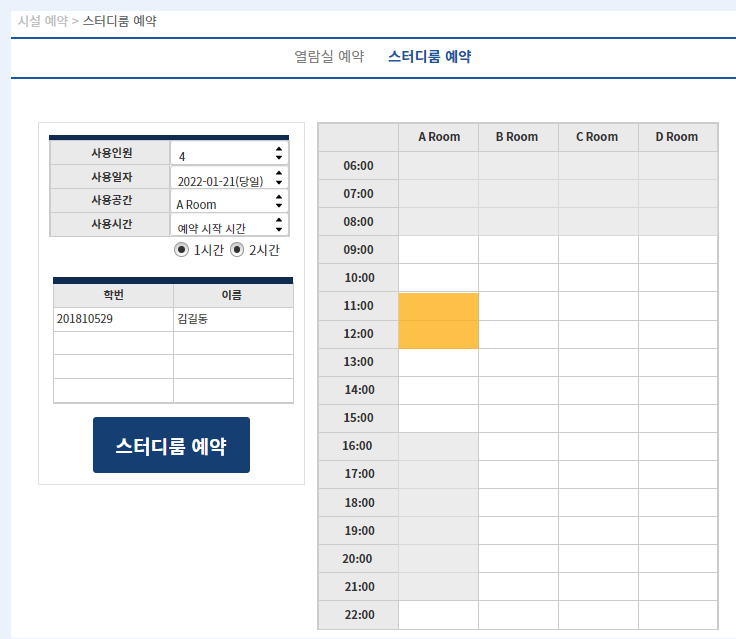 시설 예약 > 스터디룸 예약
열람실 예약 스터디룸 예약
사용인원 4
사용일자 2022-01-21(당일)
사용공간 A Room
사용시간 예약 시작 시간
1시간 2시간
학번 이름
201810529 김길동
스터디룸 예약
A Room B Room C Room D Room
06:00
07:00
08:00
09:00
10:00
11:00
12:00
13:00
14:00
15:00
16:00
17:00
18:00
19:00
20:00
21:00
22:00